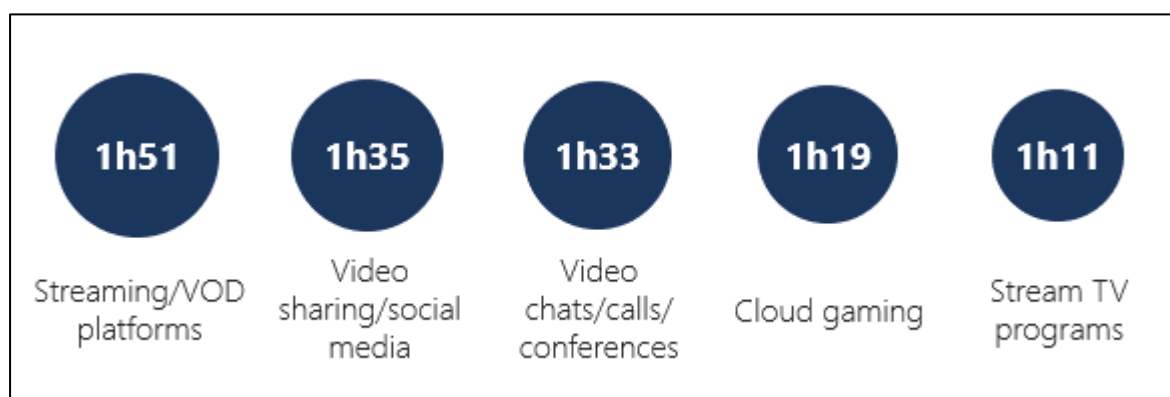 1h51
1h35
1h33
1h19
1h11
Streaming/VOD
platforms
Video
sharing/social
media
Video
chats/calls/
conferences
Cloud gaming
Stream TV
programs